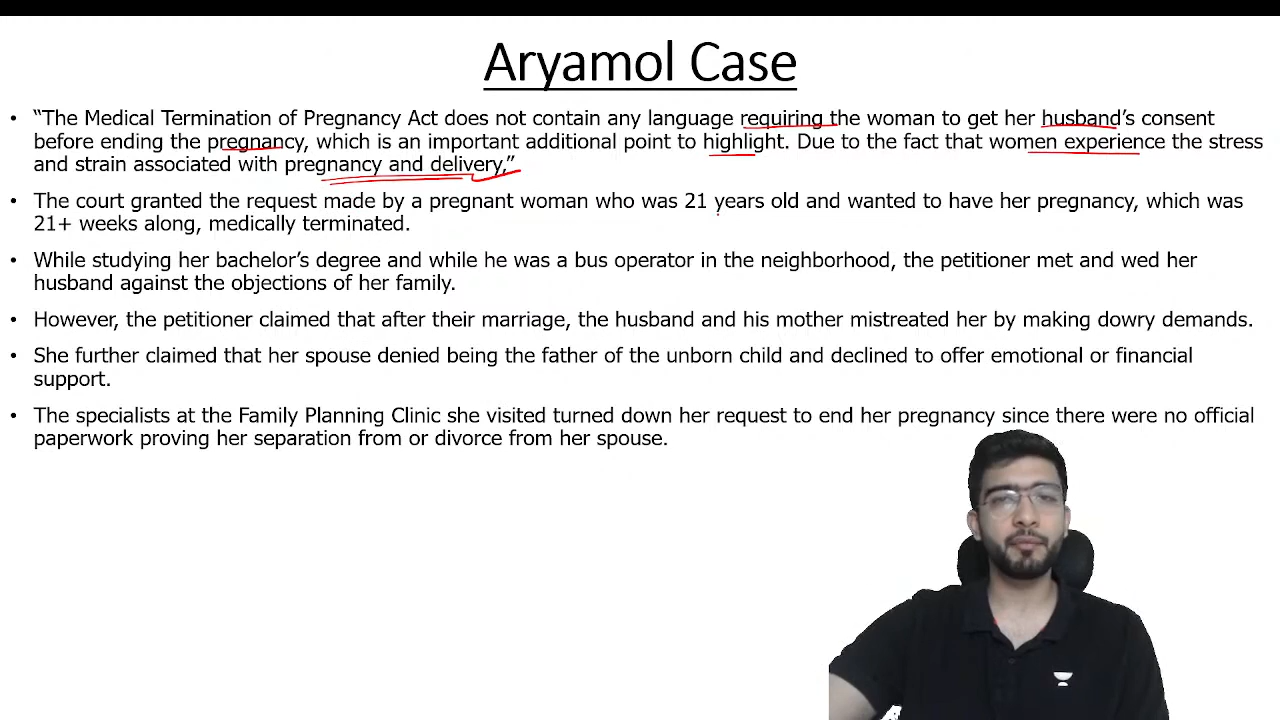 Aryamol Case
• “The Medical Termination of Pregnancy Act does not contain any language requiring the woman to get her husband’s consent
before ending the pregnancy, which is an important additional point to highlight. Due to the fact that women experience the stress
and strain associated with pregnancy and delivery,”
• The court granted the request made by a pregnant woman who was 21 years old and wanted to have her pregnancy, which was
21+ weeks along, medically terminated.
• While studying her bachelor’s degree and while he was a bus operator in the neighborhood, the petitioner met and wed her
husband against the objections of her family.
• However, the petitioner claimed that after their marriage, the husband and his mother mistreated her by making dowry demands.
• She further claimed that her spouse denied being the father of the unborn child and declined to offer emotional or financial
support.
• The specialists at the Family Planning Clinic she visited turned down her request to end her pregnancy since there were no official
paperwork proving her separation from or divorce from her spouse.